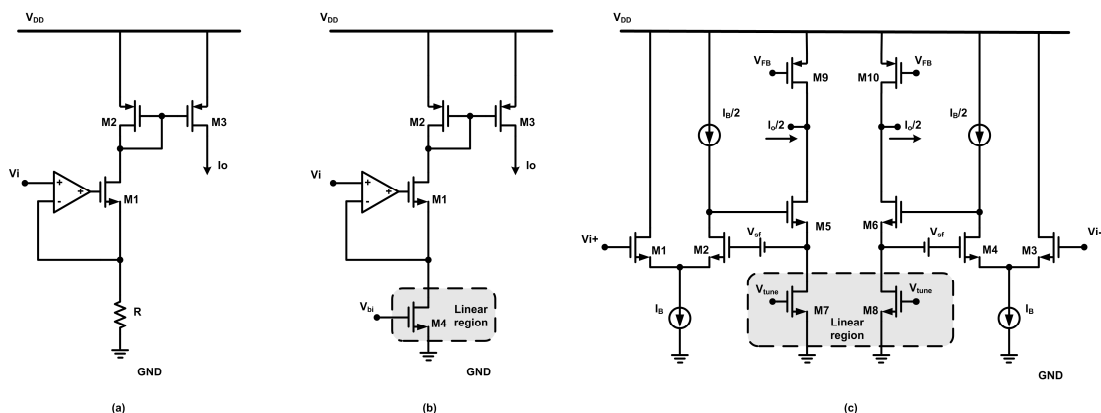 VDD
M2
M3
Vi
+
-
+
M1
Io
R
GND
(a)
VDD
M2
M3
Vi
+
-
+
M1
Io
Vbi
M4
Linear
region
GND
(b)
VDD
VFB
M9
M10
VFB
IB/2
Io/2
Io/2
IB/2
M5
M6
Vi+
M1
M2
Vof
Vof
M4
M3
Vi-
IB
Vtune
M7
M8
Vtune
IB
Linear
region
GND
(c)